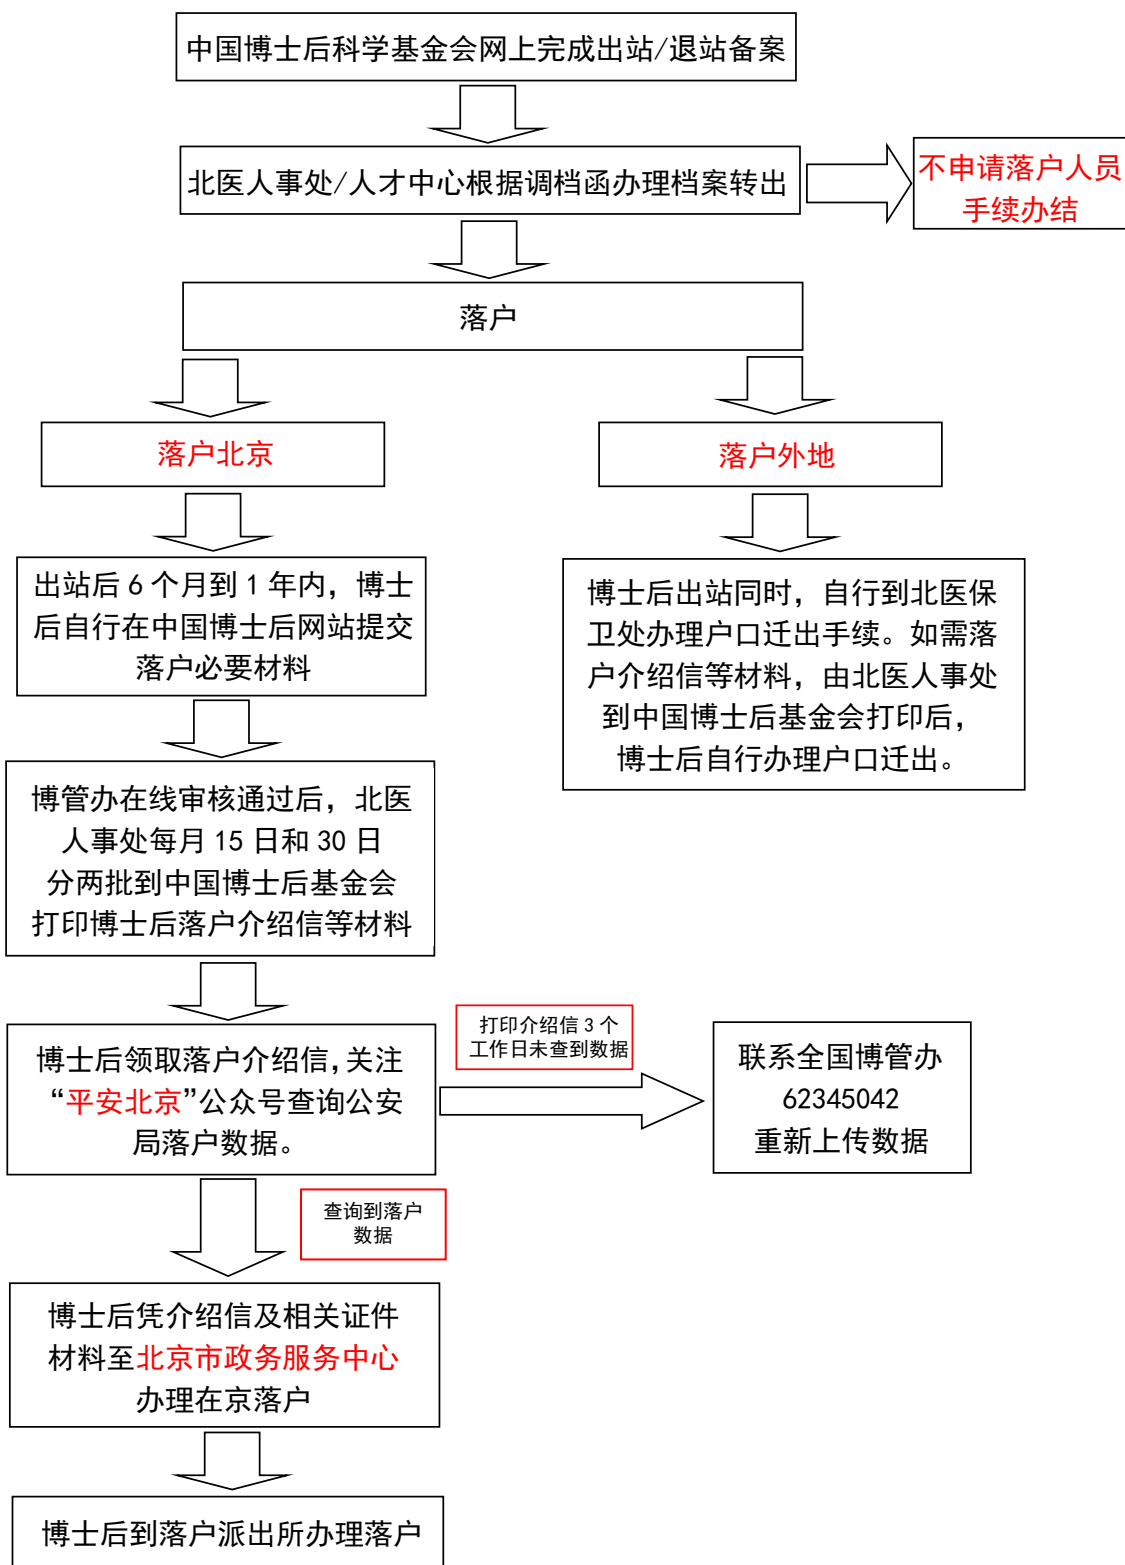 中国博士后科学基金会网上完成出站/退站备案
北医人事处/人才中心根据调档函办理档案转出
不申请落户人员
手续办结
落户
落户北京
落户外地
出站后 6 个月到 1 年内，博士
后自行在中国博士后网站提交
落户必要材料
博士后出站同时，自行到北医保
卫处办理户口迁出手续。如需落
户介绍信等材料，由北医人事处
到中国博士后基金会打印后，
博士后自行办理户口迁出。
博管办在线审核通过后，北医
人事处每月 15 日和 30 日
分两批到中国博士后基金会
打印博士后落户介绍信等材料
博士后领取落户介绍信，关注
“平安北京”公众号查询公安
局落户数据。
打印介绍信 3 个
工作日未查到数据
联系全国博管办
62345042
重新上传数据
查询到落户
数据
博士后凭介绍信及相关证件
材料至北京市政务服务中心
办理在京落户
博士后到落户派出所办理落户